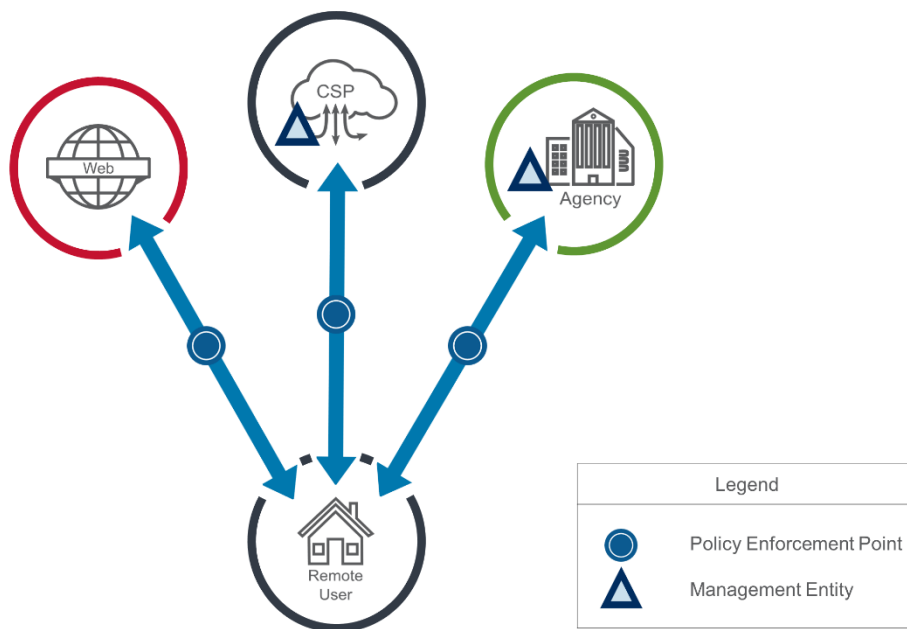 CSP
Web
Agency
Remote
User
Legend
Policy Enforcement Point
Management Entity